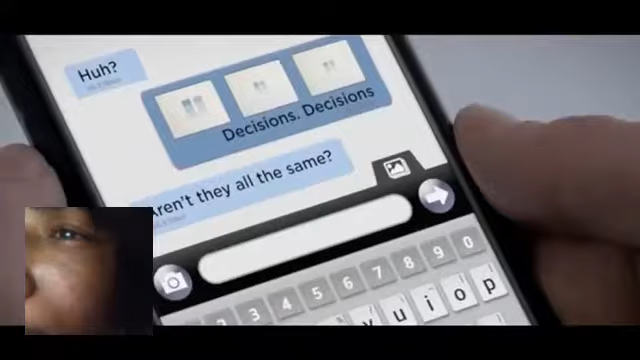 Huh?
Decisions. Decisions
Aren't they all the same?
1 2 3 4 5 6 7 8 9 0
y u i o p